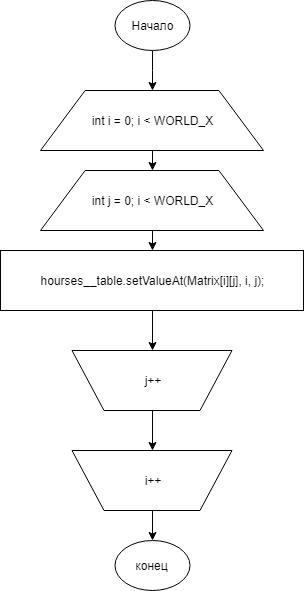 Начало
int i = 0; i < WORLD_X
int j = 0; i < WORLD_X
hourses__table.setValueAt(Matrix[i][j], i, j);
j++
i++
конец